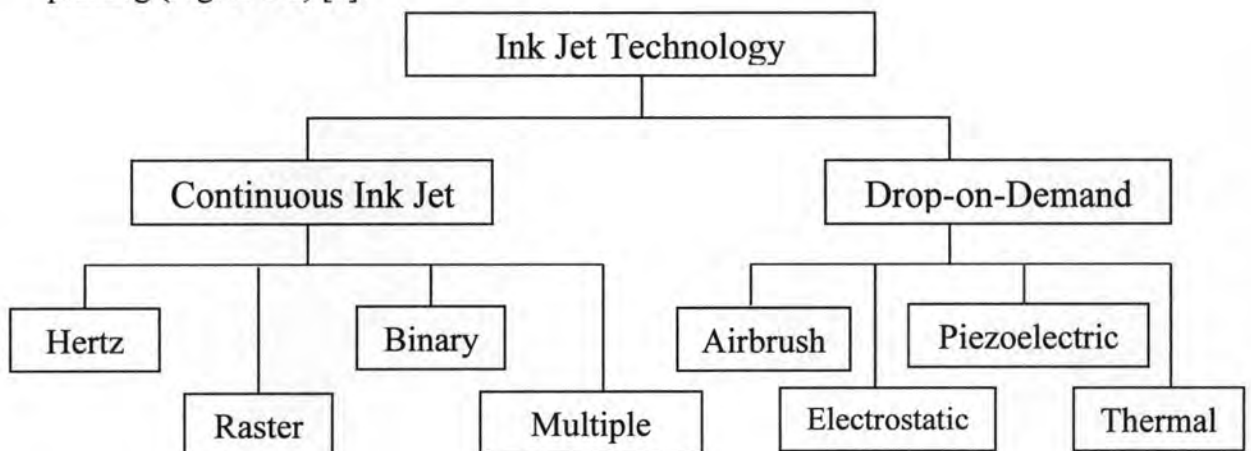 Ink Jet Technology
Continuous Ink Jet Drop-on-Demand
Hertz Binary Airbrush Piezoelectric
Raster Multiple Electrostatic Thermal